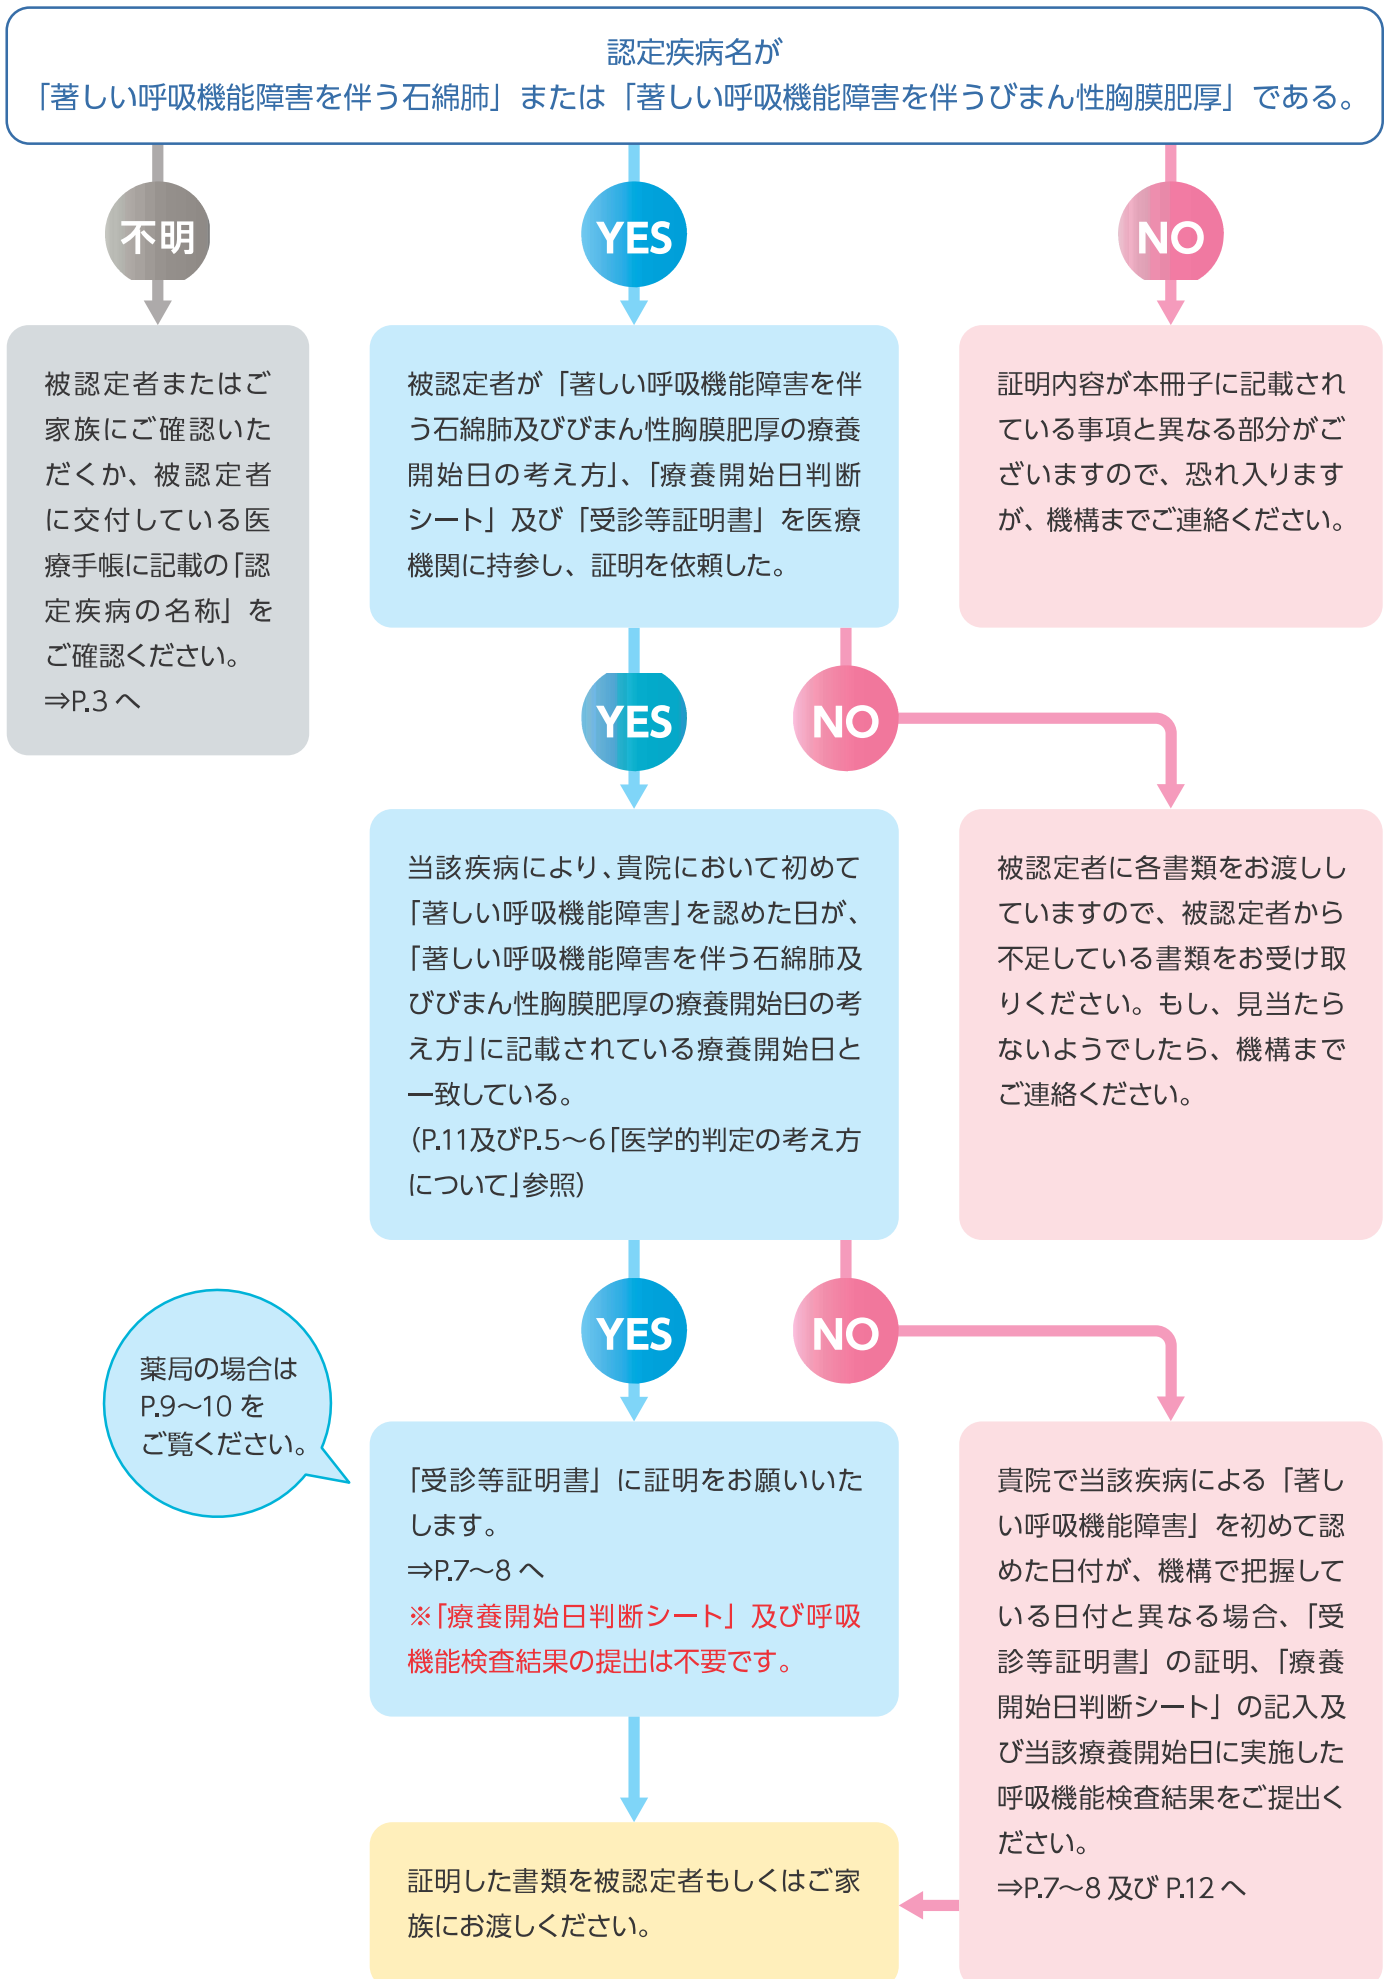 認定疾病名が
「著しい呼吸機能障害を伴う石綿肺」または「著しい呼吸機能障害を伴うびまん性胸膜肥厚」である。
不明
YES
NO
被認定者またはご
家族にご確認いた
だくか、被認定者
に交付している医
療手帳に記載の「認
定疾病の名称」を
ご確認ください。
⇒P.3 へ
被認定者が「著しい呼吸機能障害を伴
う石綿肺及びびまん性胸膜肥厚の療養
開始日の考え方」、「療養開始日判断
シート」及び「受診等証明書」を医療
機関に持参し、証明を依頼した。
証明内容が本冊子に記載され
ている事項と異なる部分がご
ざいますので、恐れ入ります
が、機構までご連絡ください。
YES
NO
当該疾病により、貴院において初めて
「著しい呼吸機能障害」を認めた日が、
「著しい呼吸機能障害を伴う石綿肺及
びびまん性胸膜肥厚の療養開始日の考
え方」に記載されている療養開始日と
一致している。
（P.11及びP.5～6「医学的判定の考え方
について」参照）
被認定者に各書類をお渡しし
ていますので、被認定者から
不足している書類をお受け取
りください。もし、見当たら
ないようでしたら、機構まで
ご連絡ください。
YES
NO
薬局の場合は
P.9～10 を
ご覧ください。
「受診等証明書」に証明をお願いいた
します。
⇒P.7～8 へ
※「療養開始日判断シート」及び呼吸
機能検査結果の提出は不要です。
貴院で当該疾病による「著し
い呼吸機能障害」を初めて認
めた日付が、機構で把握して
いる日付と異なる場合、「受
診等証明書」の証明、「療養
開始日判断シート」の記入及
び当該療養開始日に実施した
呼吸機能検査結果をご提出く
ださい。
⇒P.7～8 及び P.12 へ
証明した書類を被認定者もしくはご家
族にお渡しください。